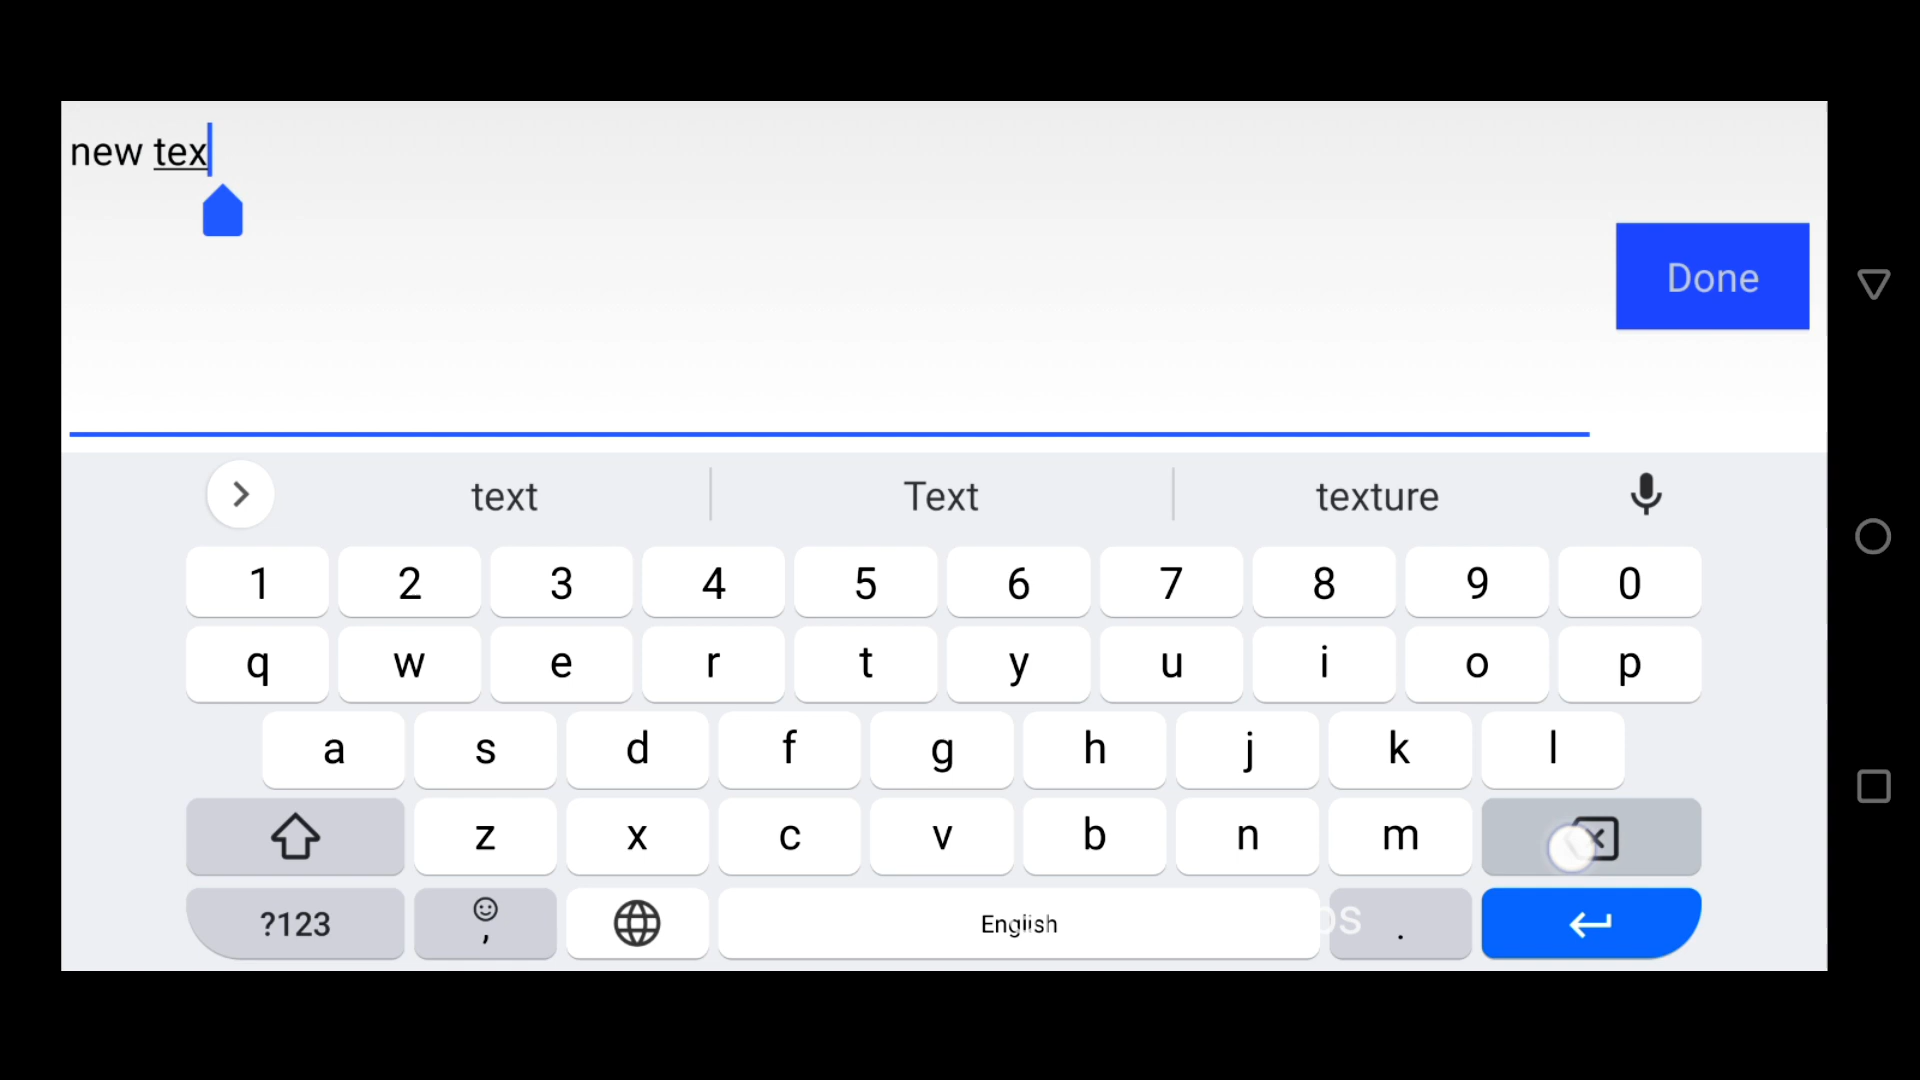 new tex
Done
text Text texture
1 2 3 4 5 6 7 8 9 0
q w e r t y u i o p
a s d f g h j k l
z x c v b n m
?123 , English .